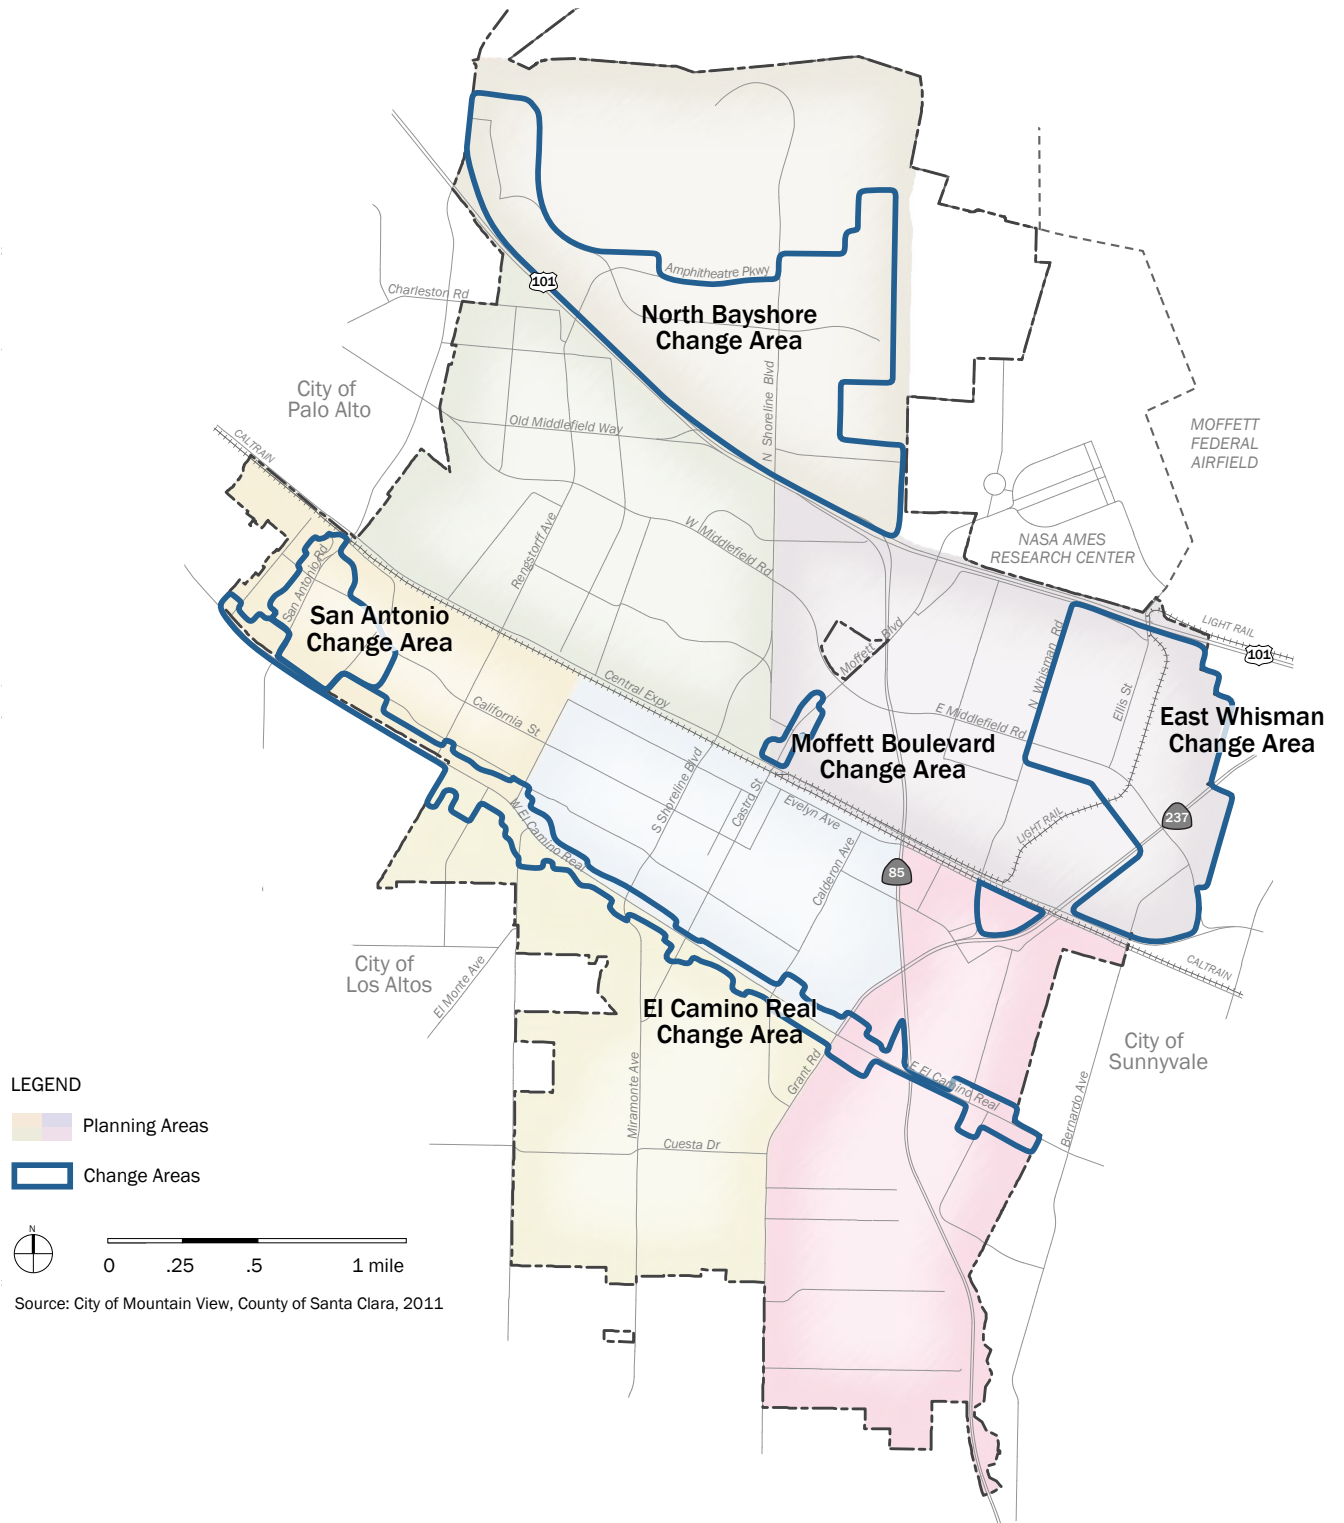 101
Amphitheatre Pkwy
Charleston Rd
North Bayshore
Change Area
City of
Palo Alto
N Shoreline Blvd
Old Middlefield Way
CALTRAIN
MOFFETT
FEDERAL
AIRFIELD
W Middlefield Rd
Rengstorff Ave
NASA AMES
RESEARCH CENTER
San Antonio Rd
San Antonio
Change Area
Moffett Blvd
N Whisman Rd
LIGHT RAIL
101
Central Expy
California St
E Middlefield Rd
Ellis St
East Whisman
Change Area
Moffett Boulevard
Change Area
S Shoreline Blvd
Castro St
Evelyn Ave
LIGHT RAIL
237
W El Camino Real
Calderon Ave
85
City of
Los Altos
El Monte Ave
CALTRAIN
El Camino Real
Change Area
City of
Sunnyvale
Grant Rd
E El Camino Real
Miramonte Ave
Bernardo Ave
Cuesta Dr
LEGEND
Planning Areas
Change Areas
N
0 .25 .5 1 mile
Source: City of Mountain View, County of Santa Clara, 2011